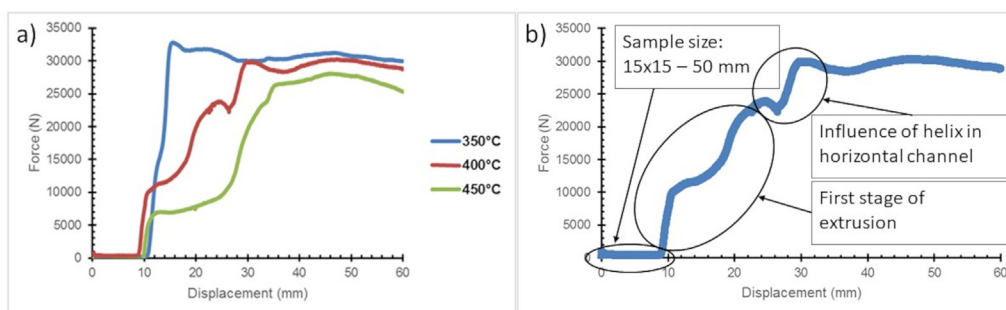 a)
35000
30000
25000
20000
15000
10000
5000
0
Force (N)
0
10
20
30
40
50
60
Displacement (mm)
350°C
400°C
450°C
b)
35000
30000
25000
20000
15000
10000
5000
0
Force (N)
0
10
20
30
40
50
60
Displacement (mm)
Sample size:
15x15 – 50 mm
Influence of helix in
horizontal channel
First stage of
extrusion